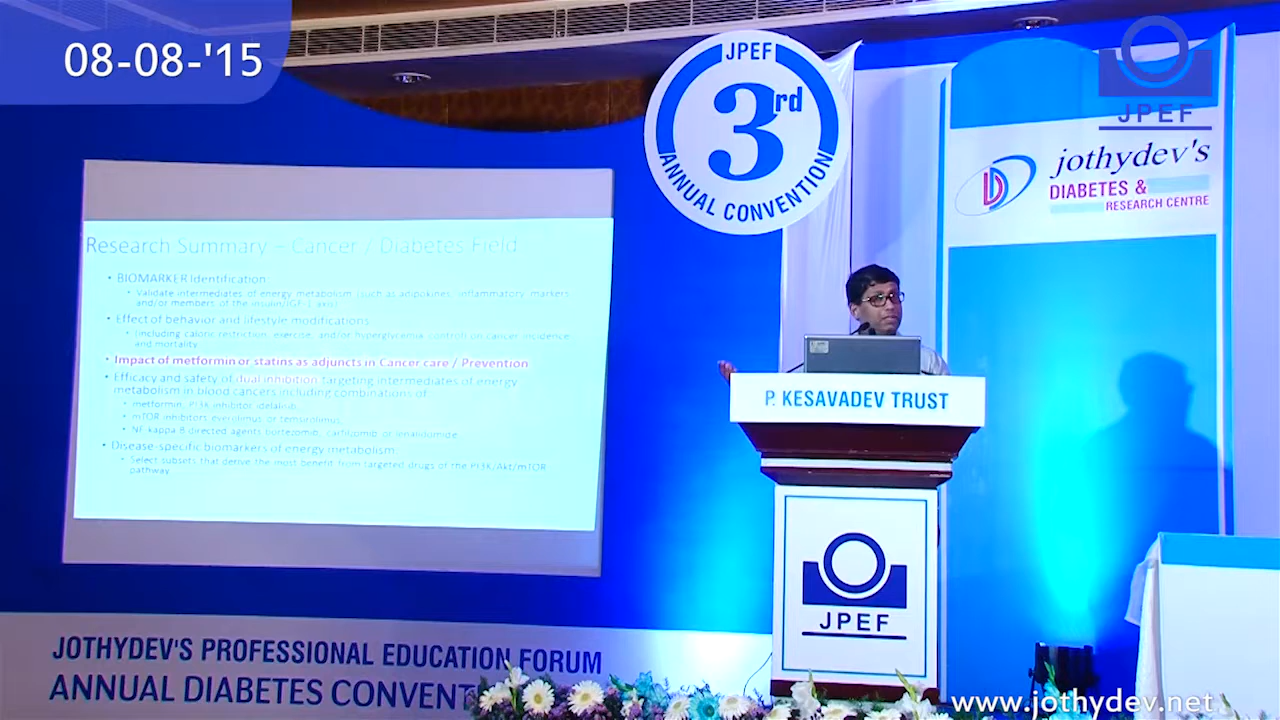 08-08-'15
JPEF
3rd
ANNUAL CONVENTION
JPEF
jothydev's
DIABETES &
RESEARCH CENTRE
Research Summary – Cancer / Diabetes Field
• BIOMARKER Identification:
• Validate intermediates of energy metabolism (such as adipokines, inflammatory markers
and/or members of the insulin/IGF-1 axis)
• Effect of behavior and lifestyle modifications
• (including caloric restriction, exercise, and/or hyperglycemia control) on cancer incidence
and mortality.
• Impact of metformin or statins as adjuncts in Cancer care / Prevention
• Efficacy and safety of dual inhibition targeting intermediates of energy
metabolism in blood cancers including combinations of
• metformin, PI3K inhibitor idelalisib
• mTOR inhibitors everolimus or temsirolimus
• NF kappa B directed agents bortezomib, carfilzomib or lenalidomide
• Disease-specific biomarkers of energy metabolism
• Select subsets that derive the most benefit from targeted drugs of the PI3K/Akt/mTOR
pathway
P. KESAVADEV TRUST
JPEF
JOTHYDEV'S PROFESSIONAL EDUCATION FORUM
ANNUAL DIABETES CONVENT
www.jothydev.net